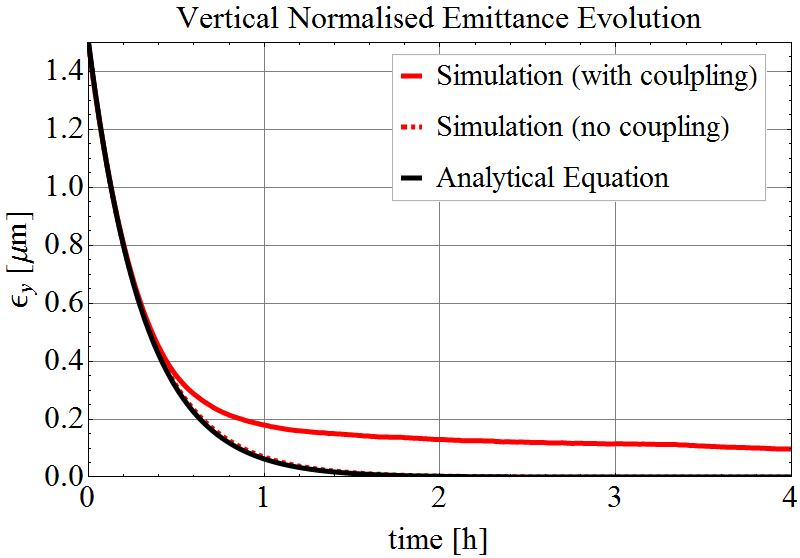 Vertical Normalised Emittance Evolution
Simulation (with coulpling)
Simulation (no coupling)
Analytical Equation
ϵy [μm]
1.4
1.2
1.0
0.8
0.6
0.4
0.2
0.0
0 1 2 3 4
time [h]